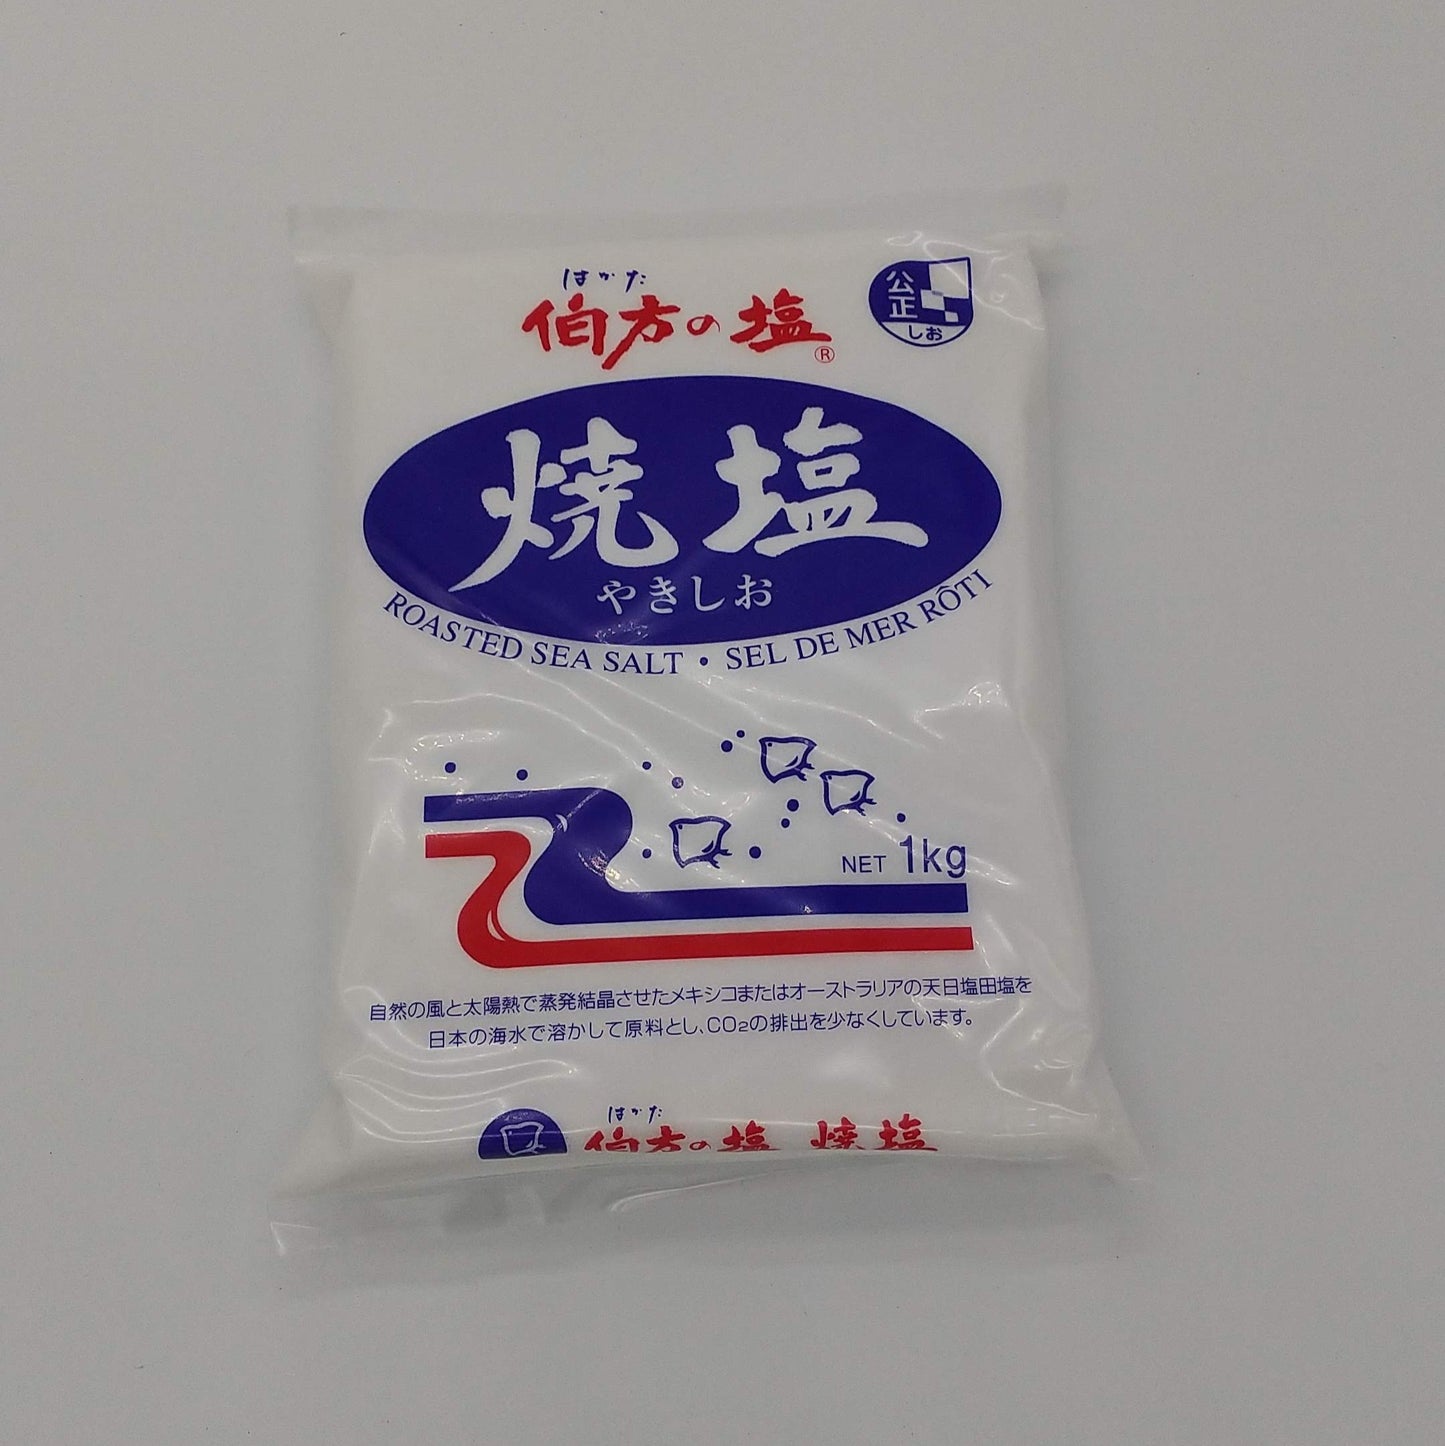 はかた
伯方の塩®
公正
しお
焼塩
やきしお
ROASTED SEA SALT • SEL DE MER RÔTI
NET 1kg
自然の風と太陽熱で蒸発結晶させたメキシコまたはオーストラリアの天日塩田塩を
日本の海水で溶かして原料とし、CO₂の排出を少なくしています。
はかた
伯方の塩 焼塩